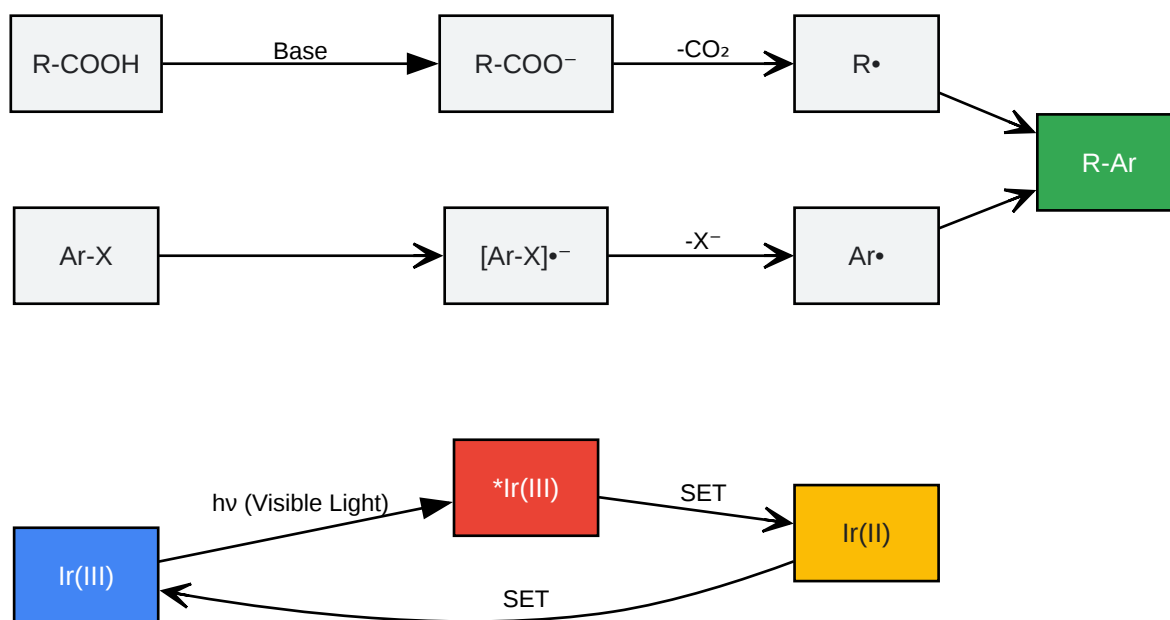 R-COOH
Base
R-COO⁻
-CO₂
R•
R-Ar
Ar-X
[Ar-X]•⁻
-X⁻
Ar•
*Ir(III)
hν (Visible Light)
SET
Ir(II)
Ir(III)
SET